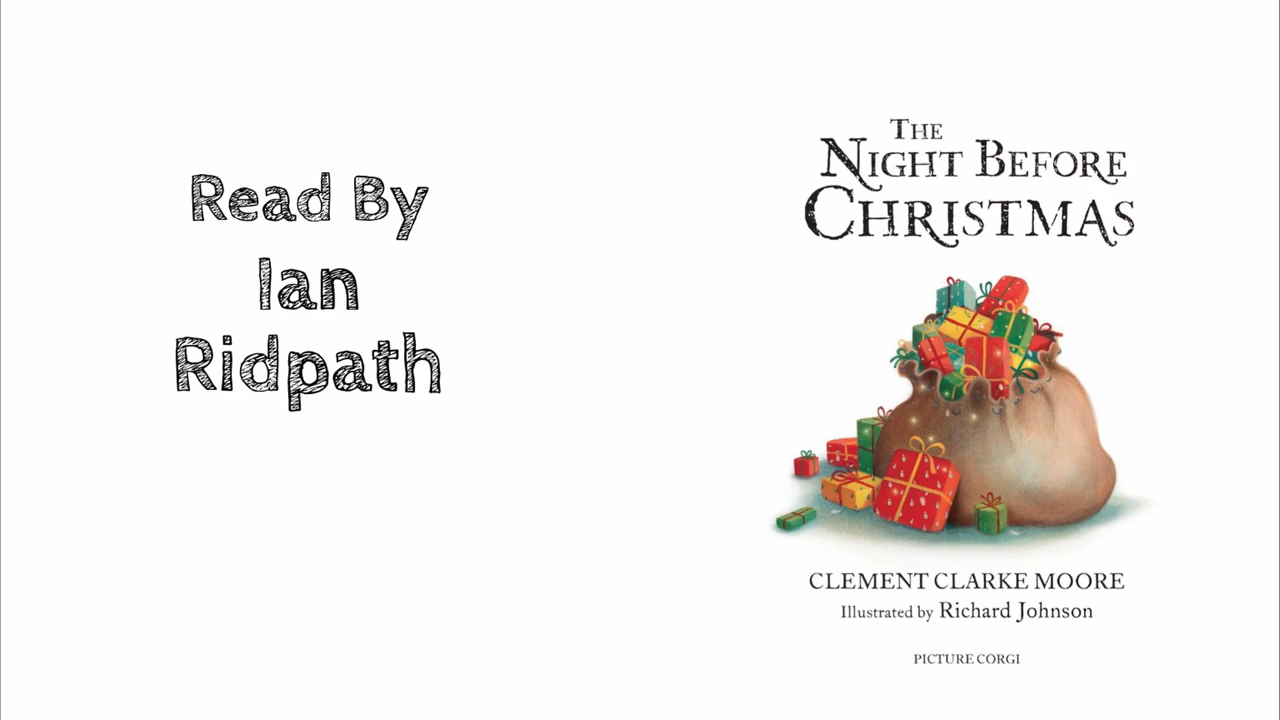 Read By
Ian
Ridpath
The
Night Before
Christmas
CLEMENT CLARKE MOORE
Illustrated by Richard Johnson
PICTURE CORGI